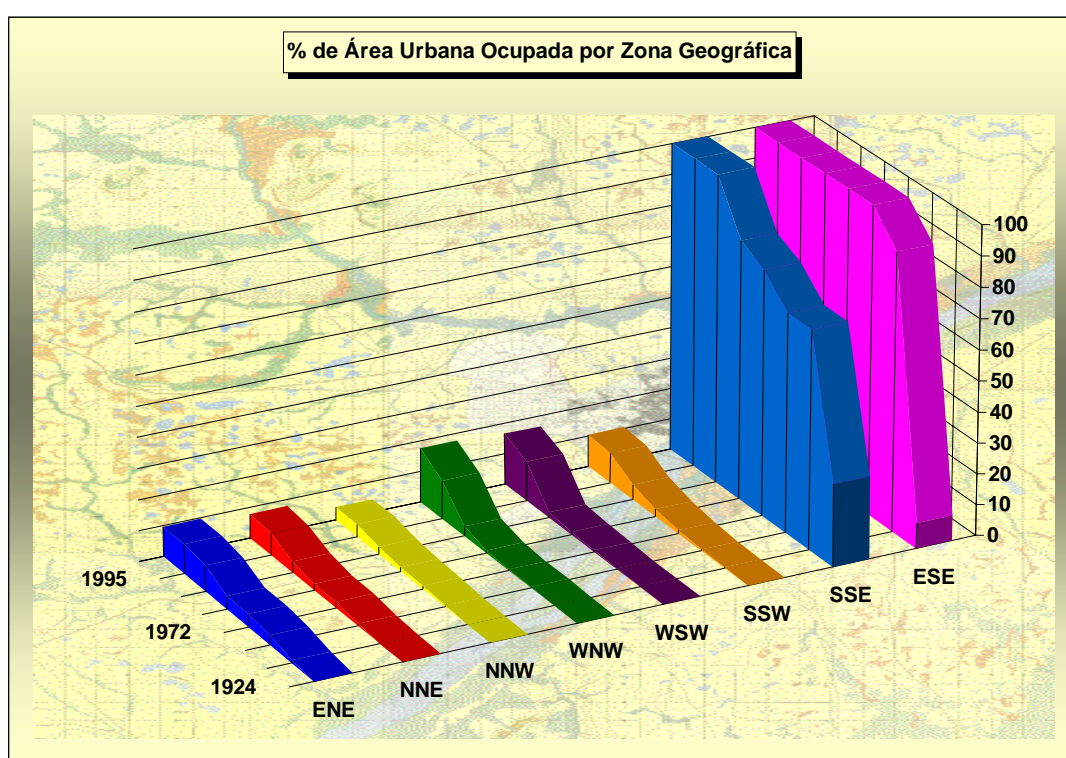 % de Área Urbana Ocupada por Zona Geográfica
100
90
80
70
60
50
40
30
20
10
0
1995
1972
1924
ENE
NNE
NNW
WNW
WSW
SSW
SSE
ESE